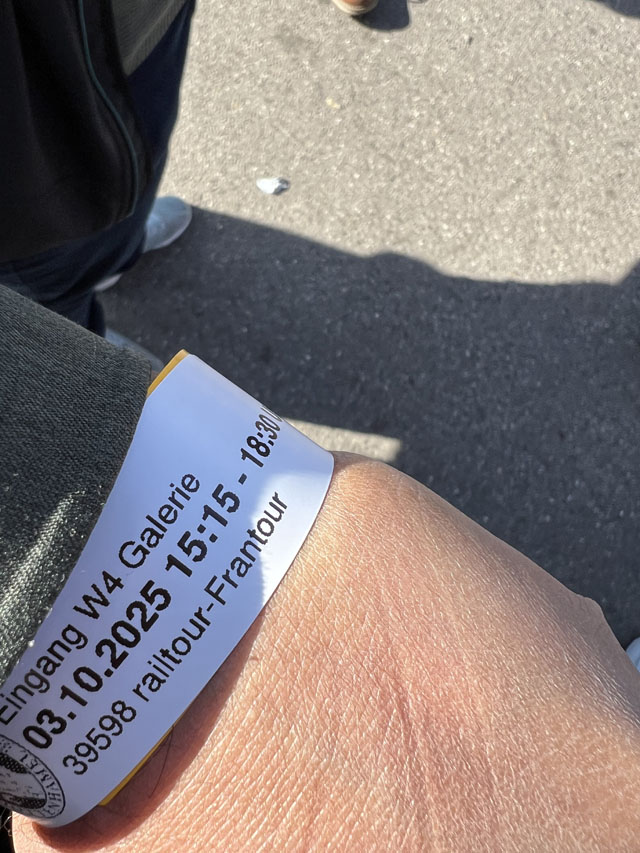 Eingang W4 Galerie
03.10.2025 15:15 - 18:30
39598 railtour-Frantour